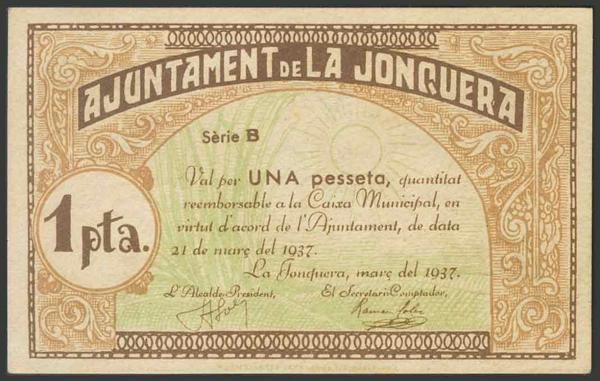 AJUNTAMENT DE LA JONQUERA
Sèrie B
Val per UNA pesseta, quantitat
reemborsable a la Caixa Municipal, en
virtut d'acord de l'Ajuntament, de data
21 de març del 1937.
La Jonquera, març del 1937.
1 pta.
L'Alcalde-President,
El Secretari Comptador,